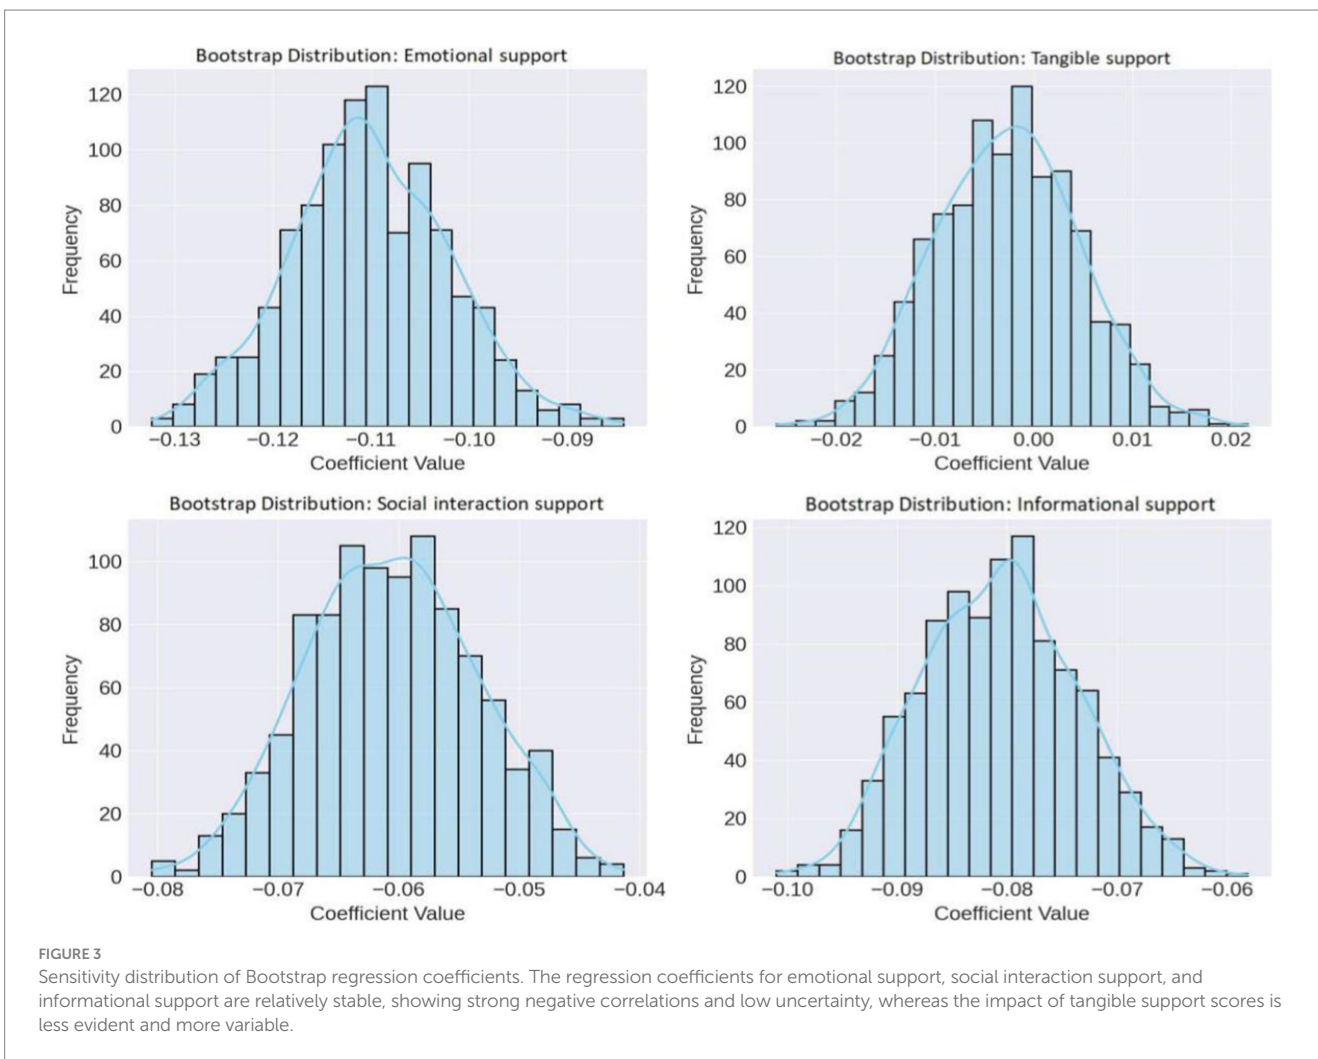 Bootstrap Distribution: Emotional support
120
100
80
60
40
20
0
Frequency
−0.13 −0.12 −0.11 −0.10 −0.09
Coefficient Value
Bootstrap Distribution: Tangible support
120
100
80
60
40
20
0
Frequency
−0.02 −0.01 0.00 0.01 0.02
Coefficient Value
Bootstrap Distribution: Social interaction support
100
80
60
40
20
0
Frequency
−0.08 −0.07 −0.06 −0.05 −0.04
Coefficient Value
Bootstrap Distribution: Informational support
120
100
80
60
40
20
0
Frequency
−0.10 −0.09 −0.08 −0.07 −0.06
Coefficient Value
FIGURE 3
Sensitivity distribution of Bootstrap regression coefficients. The regression coefficients for emotional support, social interaction support, and
informational support are relatively stable, showing strong negative correlations and low uncertainty, whereas the impact of tangible support scores is
less evident and more variable.